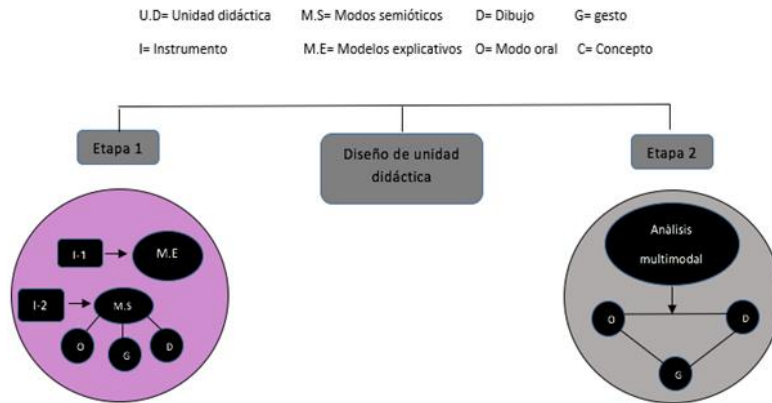 U.D= Unidad didáctica M.S= Modos semióticos D= Dibujo G= gesto
I= Instrumento M.E= Modelos explicativos O= Modo oral C= Concepto
Etapa 1
Diseño de unidad
didáctica
Etapa 2
I-1
M.E
I-2
M.S
O
G
D
Análisis
multimodal
O
D
G